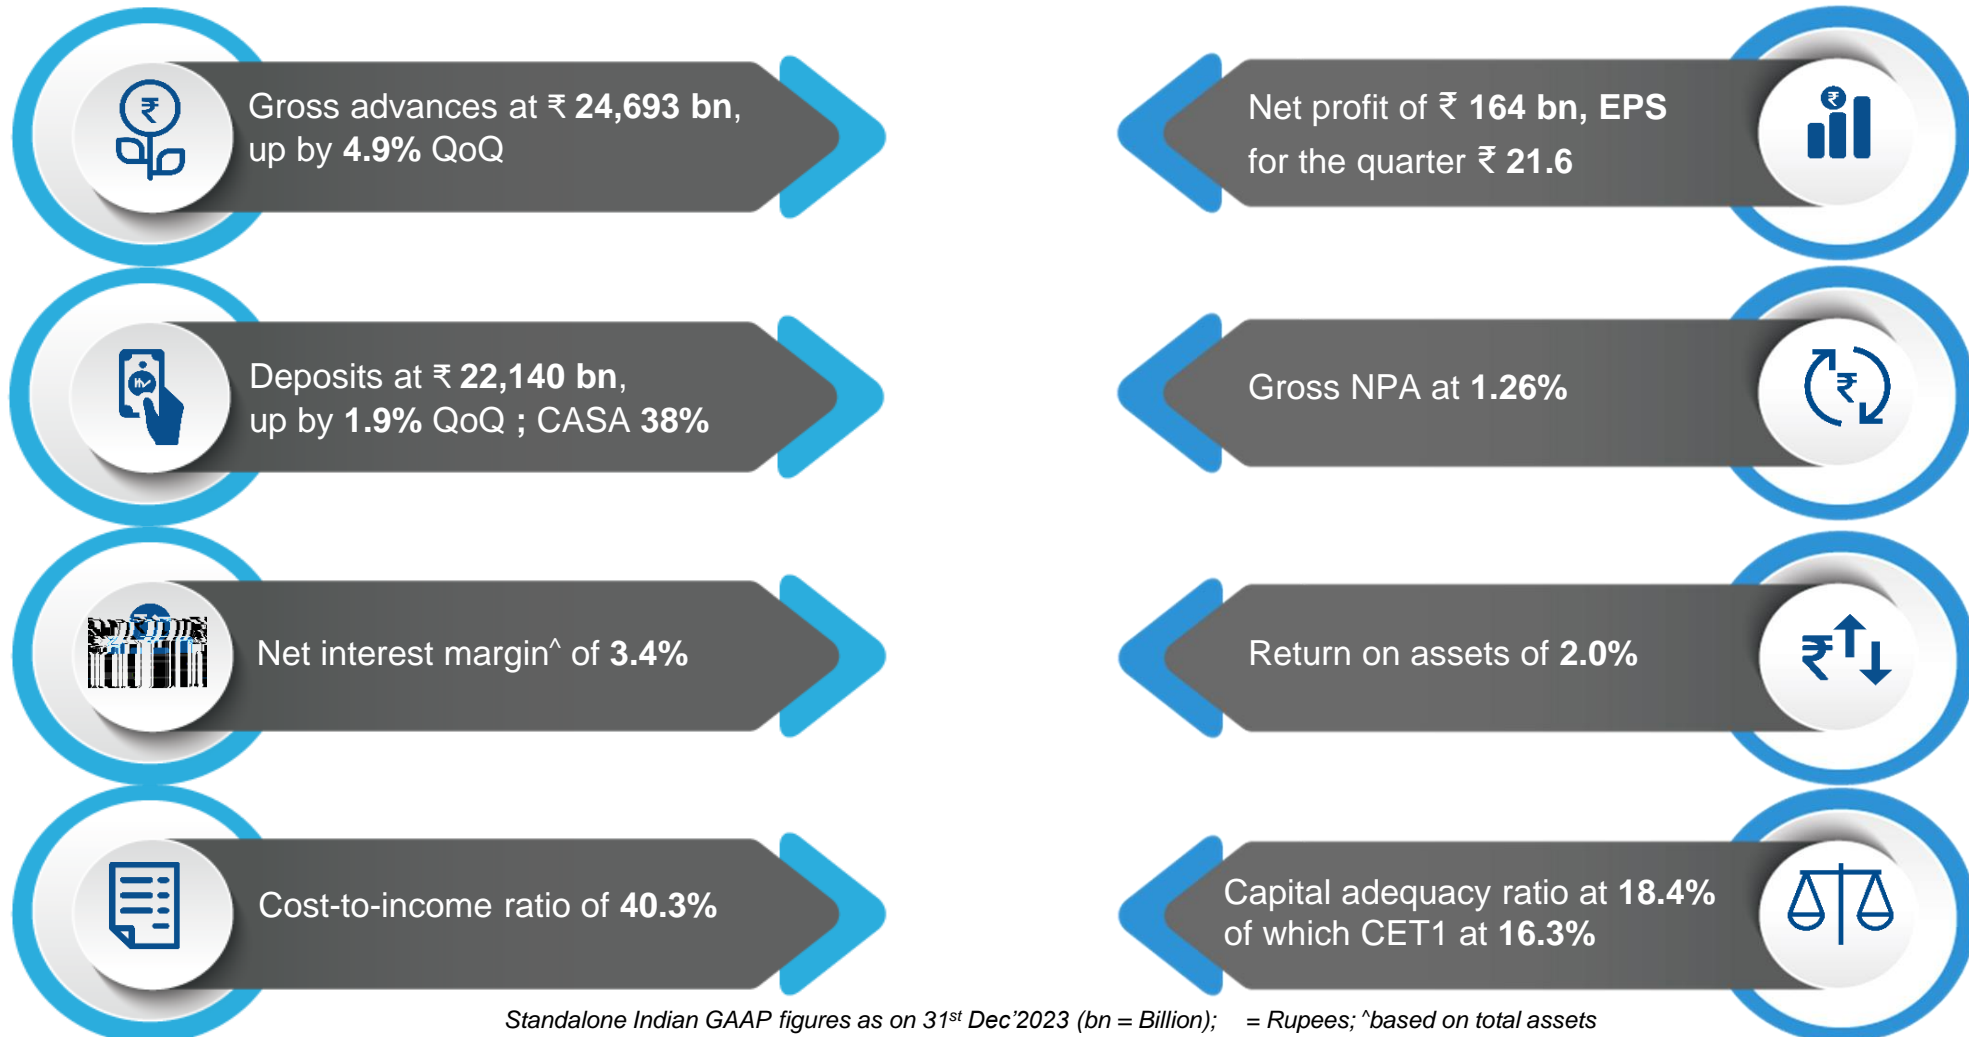 Gross advances at ₹ 24,693 bn,
up by 4.9% QoQ
Deposits at ₹ 22,140 bn,
up by 1.9% QoQ ; CASA 38%
Net interest margin^ of 3.4%
Cost-to-income ratio of 40.3%
Net profit of ₹ 164 bn, EPS
for the quarter ₹ 21.6
Gross NPA at 1.26%
Return on assets of 2.0%
Capital adequacy ratio at 18.4%
of which CET1 at 16.3%
Standalone Indian GAAP figures as on 31st Dec’2023 (bn = Billion); = Rupees; ^based on total assets